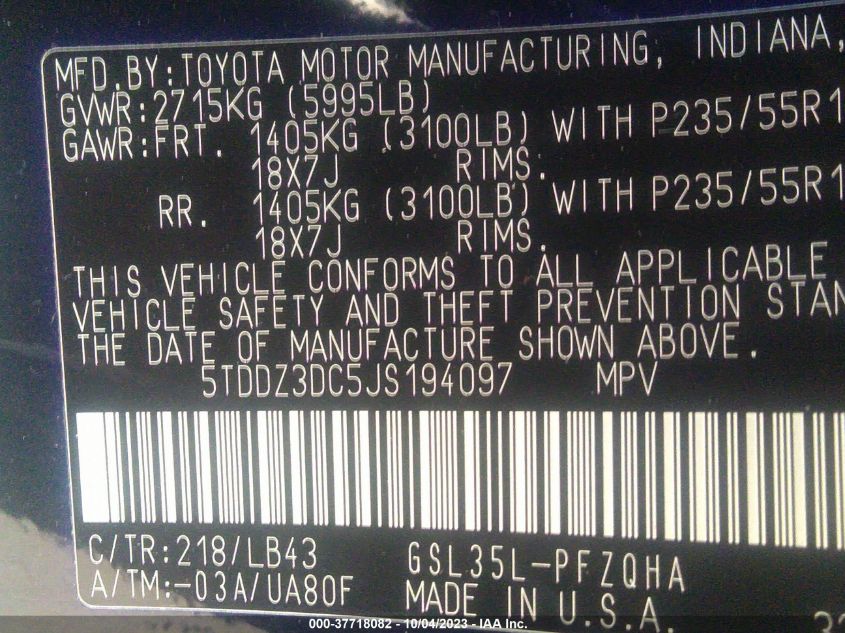 MFD.BY:TOYOTA MOTOR MANUFACTURING, INDIANA,
GVWR:2715KG (5995LB)
GAWR:FRT. 1405KG (3100LB) WITH P235/55R1
18X7J RIMS.
RR. 1405KG (3100LB) WITH P235/55R1
18X7J RIMS.
THIS VEHICLE CONFORMS TO ALL APPLICABLE
VEHICLE SAFETY AND THEFT PREVENTION STAN
THE DATE OF MANUFACTURE SHOWN ABOVE.
5TDDZ3DC5JS194097 MPV
C/TR:218/LB43 GSL35L-PFZQHA
A/TM:-03A/UA80F MADE IN U.S.A.
000-37718082 - 10/04/2023 - IAA Inc.